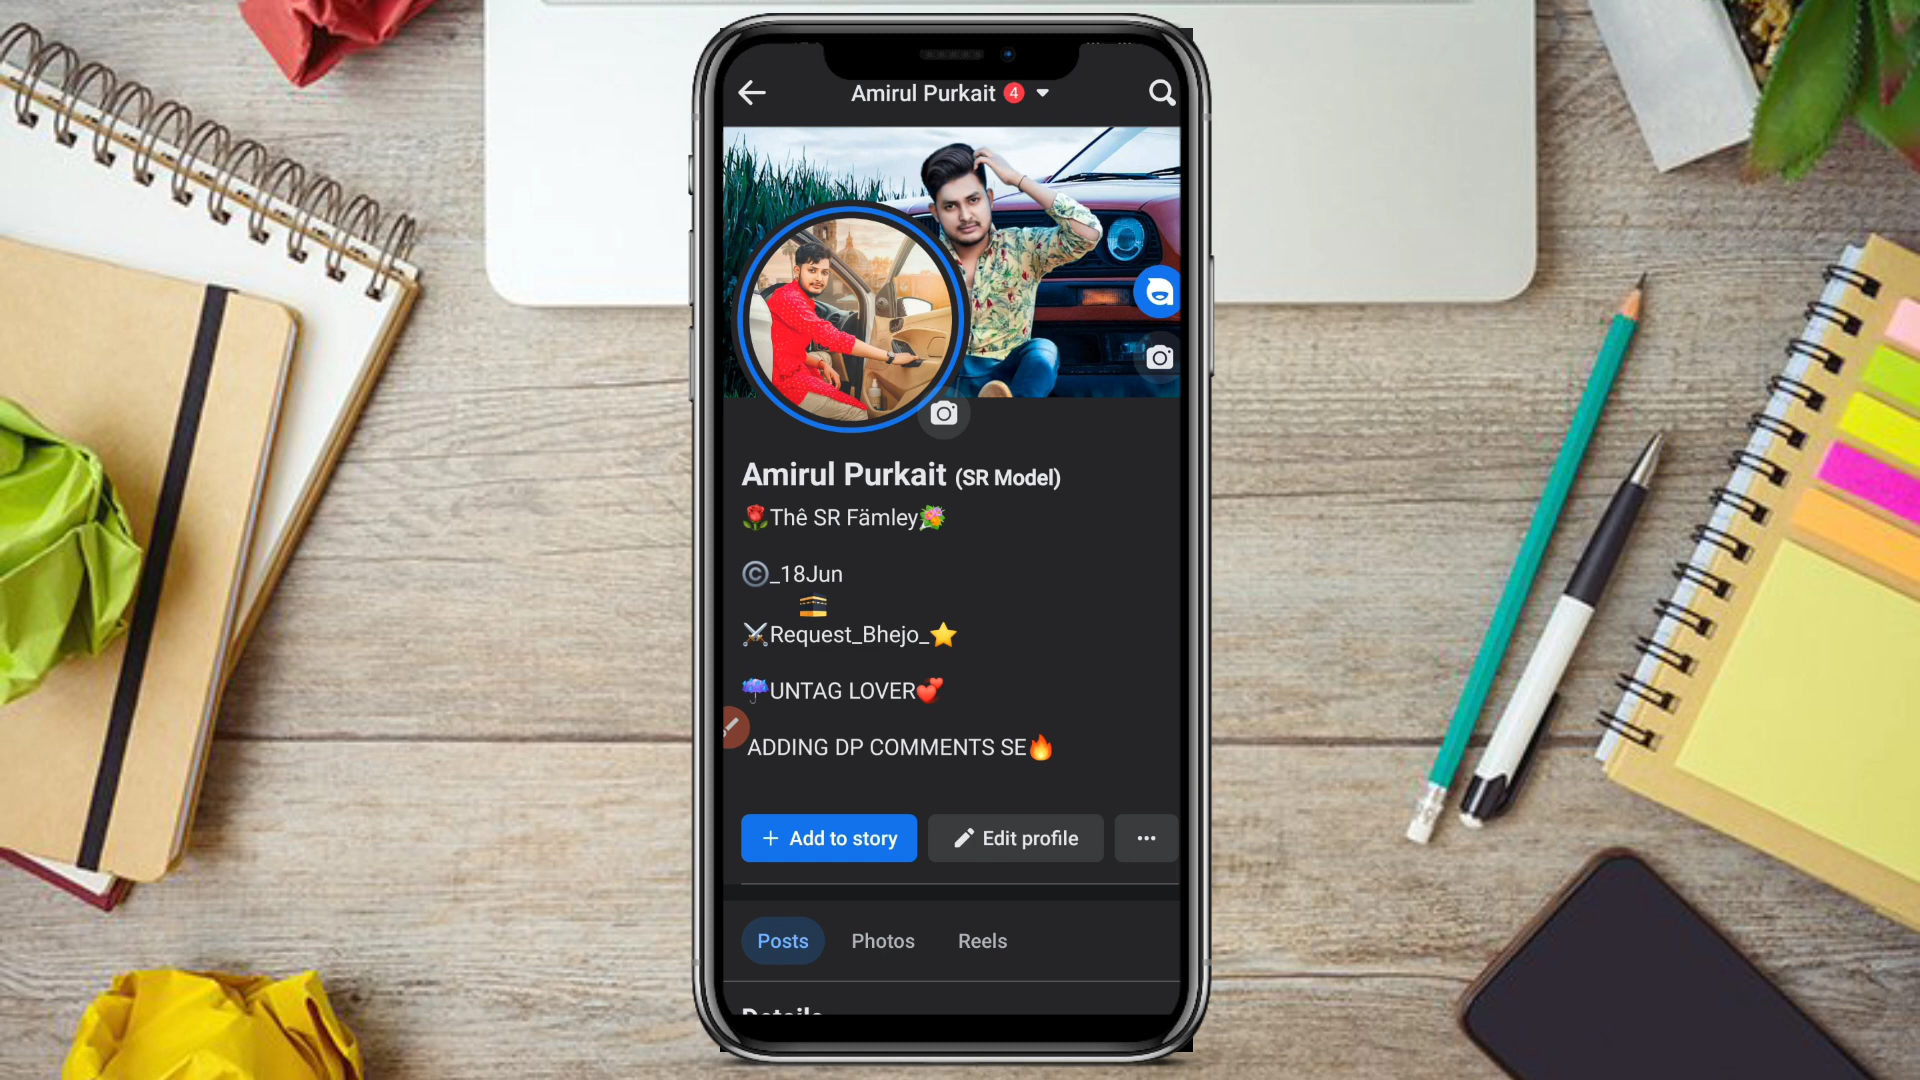 Amirul Purkait 4
Amirul Purkait (SR Model)
🌹Thê SR Fämley💐
©️_18Jun
🕋
⚔️Request_Bhejo_⭐
☔UNTAG LOVER💕
ADDING DP COMMENTS SE🔥
+ Add to story
Edit profile
Posts
Photos
Reels
Details